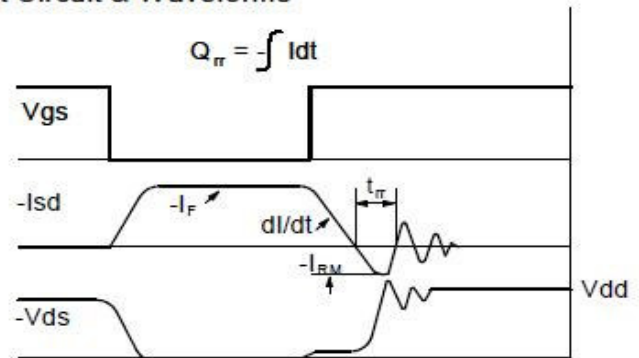 Q_rr = -∫ Idt
Vgs
-Isd
-I_F
dI/dt
t_rr
-I_RM
Vdd
-Vds